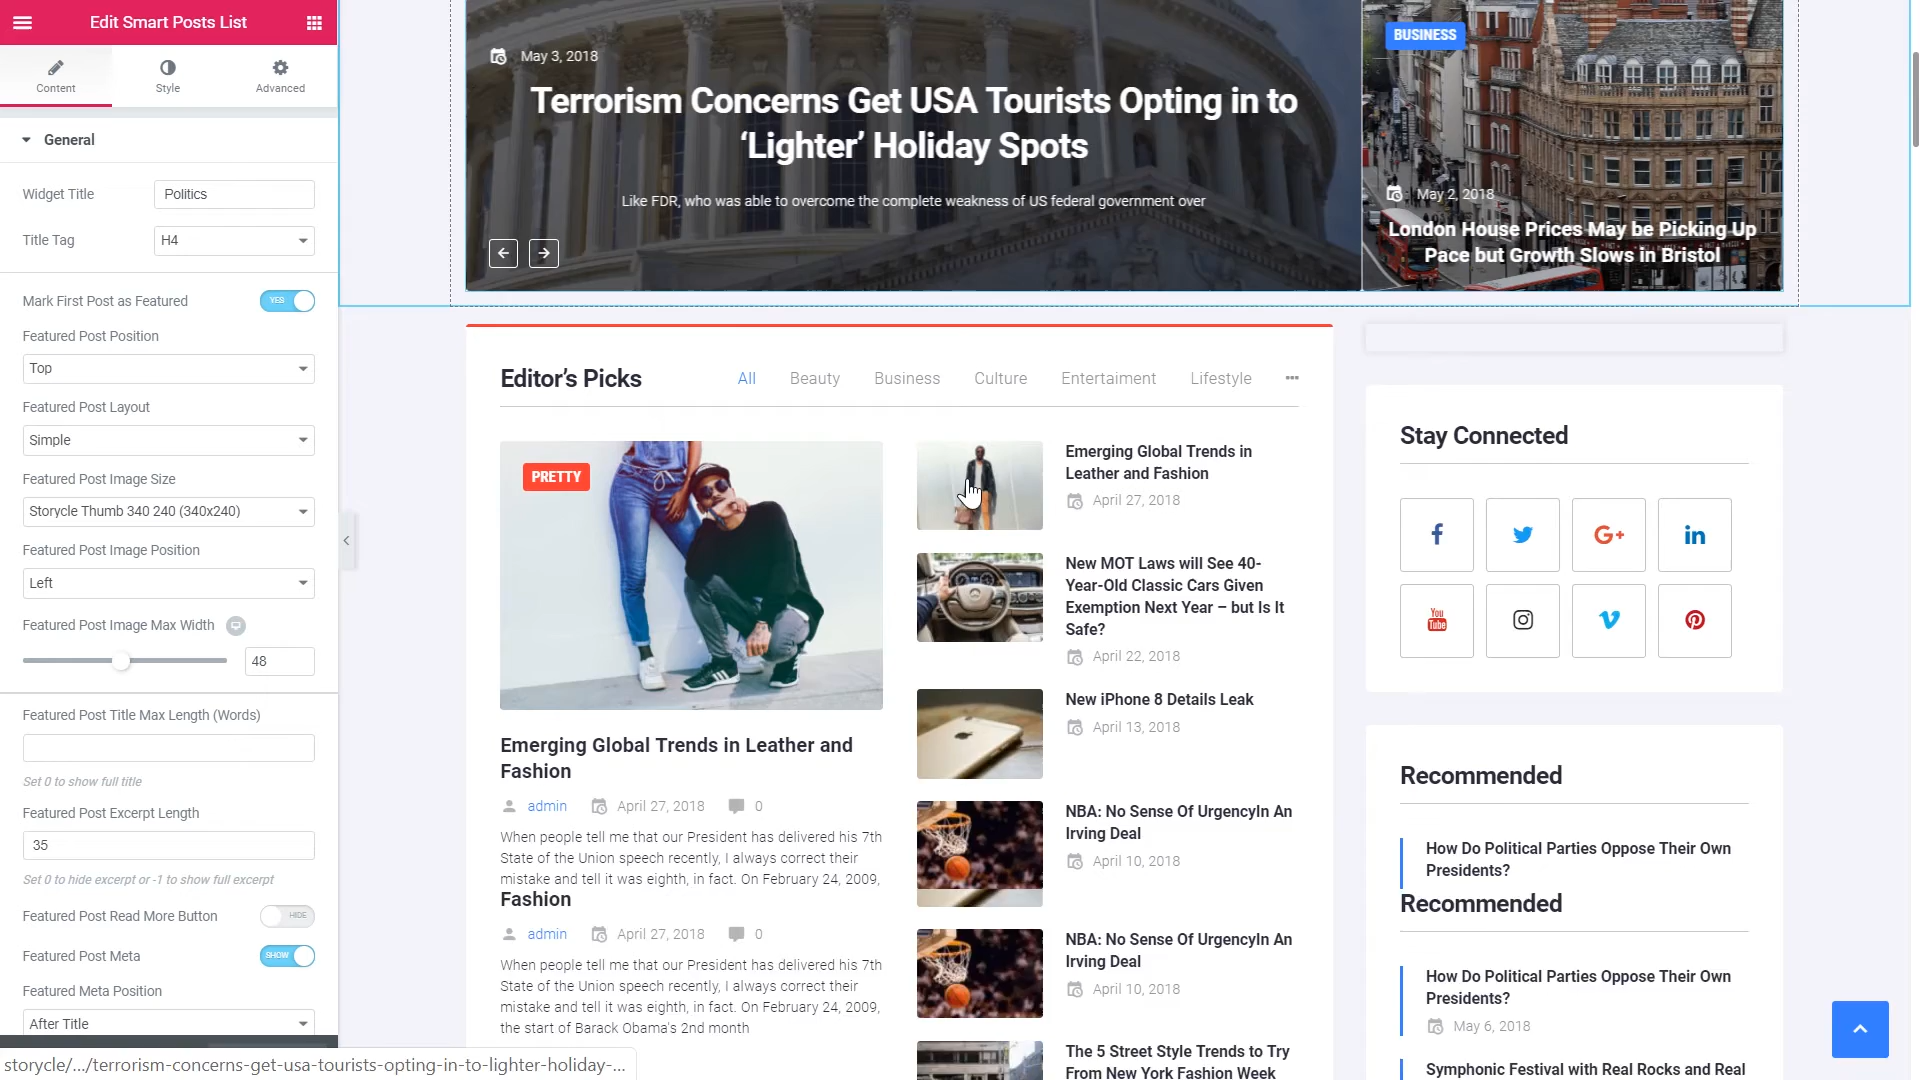 Edit Smart Posts List
Content
Style
Advanced
General
Widget Title
Politics
Title Tag
H4
Mark First Post as Featured
YES
Featured Post Position
Top
Featured Post Layout
Simple
Featured Post Image Size
Storycle Thumb 340 240 (340x240)
Featured Post Image Position
Left
Featured Post Image Max Width
48
Featured Post Title Max Length (Words)
Set 0 to show full title
Featured Post Excerpt Length
35
Set 0 to hide excerpt or -1 to show full excerpt
Featured Post Read More Button
HIDE
Featured Post Meta
SHOW
Featured Meta Position
After Title
storycle/.../terrorism-concerns-get-usa-tourists-opting-in-to-lighter-holiday-...
May 3, 2018
Terrorism Concerns Get USA Tourists Opting in to
‘Lighter’ Holiday Spots
Like FDR, who was able to overcome the complete weakness of US federal government over
BUSINESS
May 2, 2018
London House Prices May be Picking Up
Pace but Growth Slows in Bristol
Editor’s Picks
All
Beauty
Business
Culture
Entertaiment
Lifestyle
PRETTY
Emerging Global Trends in Leather and
Fashion
admin
April 27, 2018
0
When people tell me that our President has delivered his 7th
State of the Union speech recently, I always correct their
mistake and tell it was eighth, in fact. On February 24, 2009,
Fashion
admin
April 27, 2018
0
When people tell me that our President has delivered his 7th
State of the Union speech recently, I always correct their
mistake and tell it was eighth, in fact. On February 24, 2009,
the start of Barack Obama's 2nd month
Emerging Global Trends in
Leather and Fashion
April 27, 2018
New MOT Laws will See 40-
Year-Old Classic Cars Given
Exemption Next Year – but Is It
Safe?
April 22, 2018
New iPhone 8 Details Leak
April 13, 2018
NBA: No Sense Of UrgencyIn An
Irving Deal
April 10, 2018
NBA: No Sense Of UrgencyIn An
Irving Deal
April 10, 2018
The 5 Street Style Trends to Try
From New York Fashion Week
Stay Connected
f
G+
in
You
Tube
Recommended
How Do Political Parties Oppose Their Own
Presidents?
Recommended
How Do Political Parties Oppose Their Own
Presidents?
May 6, 2018
Symphonic Festival with Real Rocks and Real